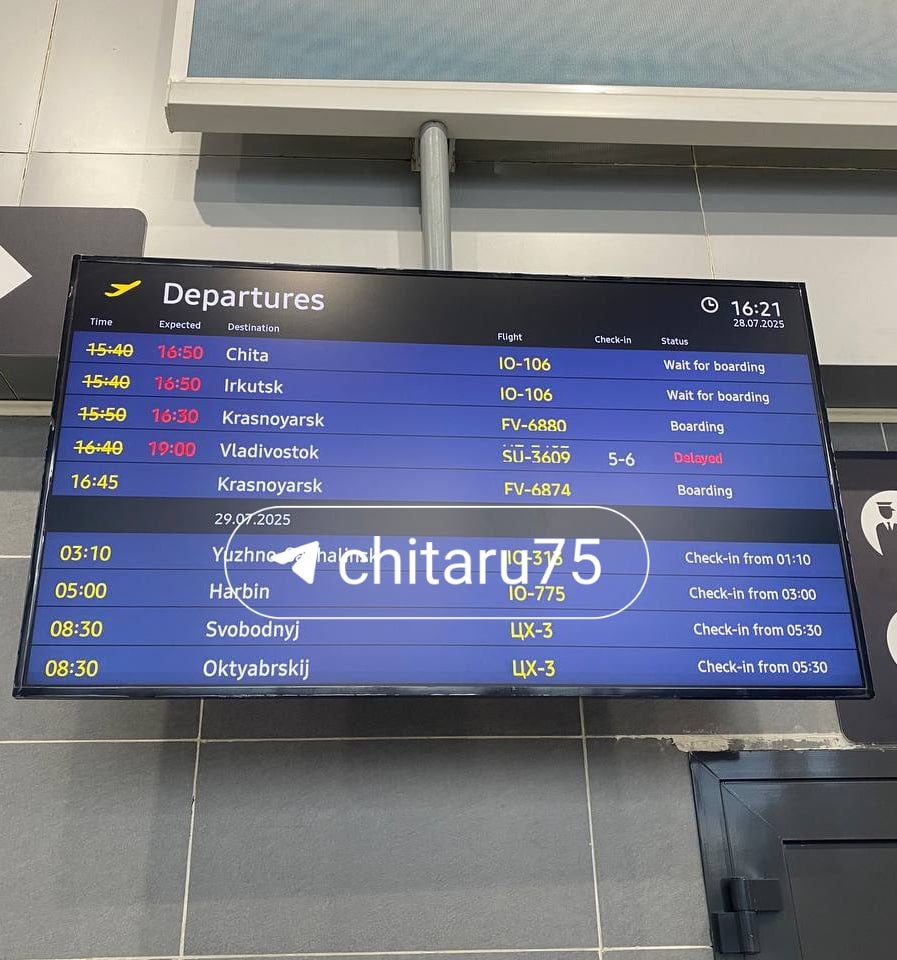 Departures
16:21
28.07.2025
Time Expected Destination Flight Check-in Status
15:40 16:50 Chita IO-106 Wait for boarding
15:40 16:50 Irkutsk IO-106 Wait for boarding
15:50 16:30 Krasnoyarsk FV-6880 Boarding
16:40 19:00 Vladivostok SU-3609 5-6 Delayed
16:45 Krasnoyarsk FV-6874 Boarding
29.07.2025
03:10 Yuzhno-Sakhalinsk IO-313 Check-in from 01:10
chitaru75
05:00 Harbin IO-775 Check-in from 03:00
08:30 Svobodnyj ЦХ-3 Check-in from 05:30
08:30 Oktyabrskij ЦХ-3 Check-in from 05:30